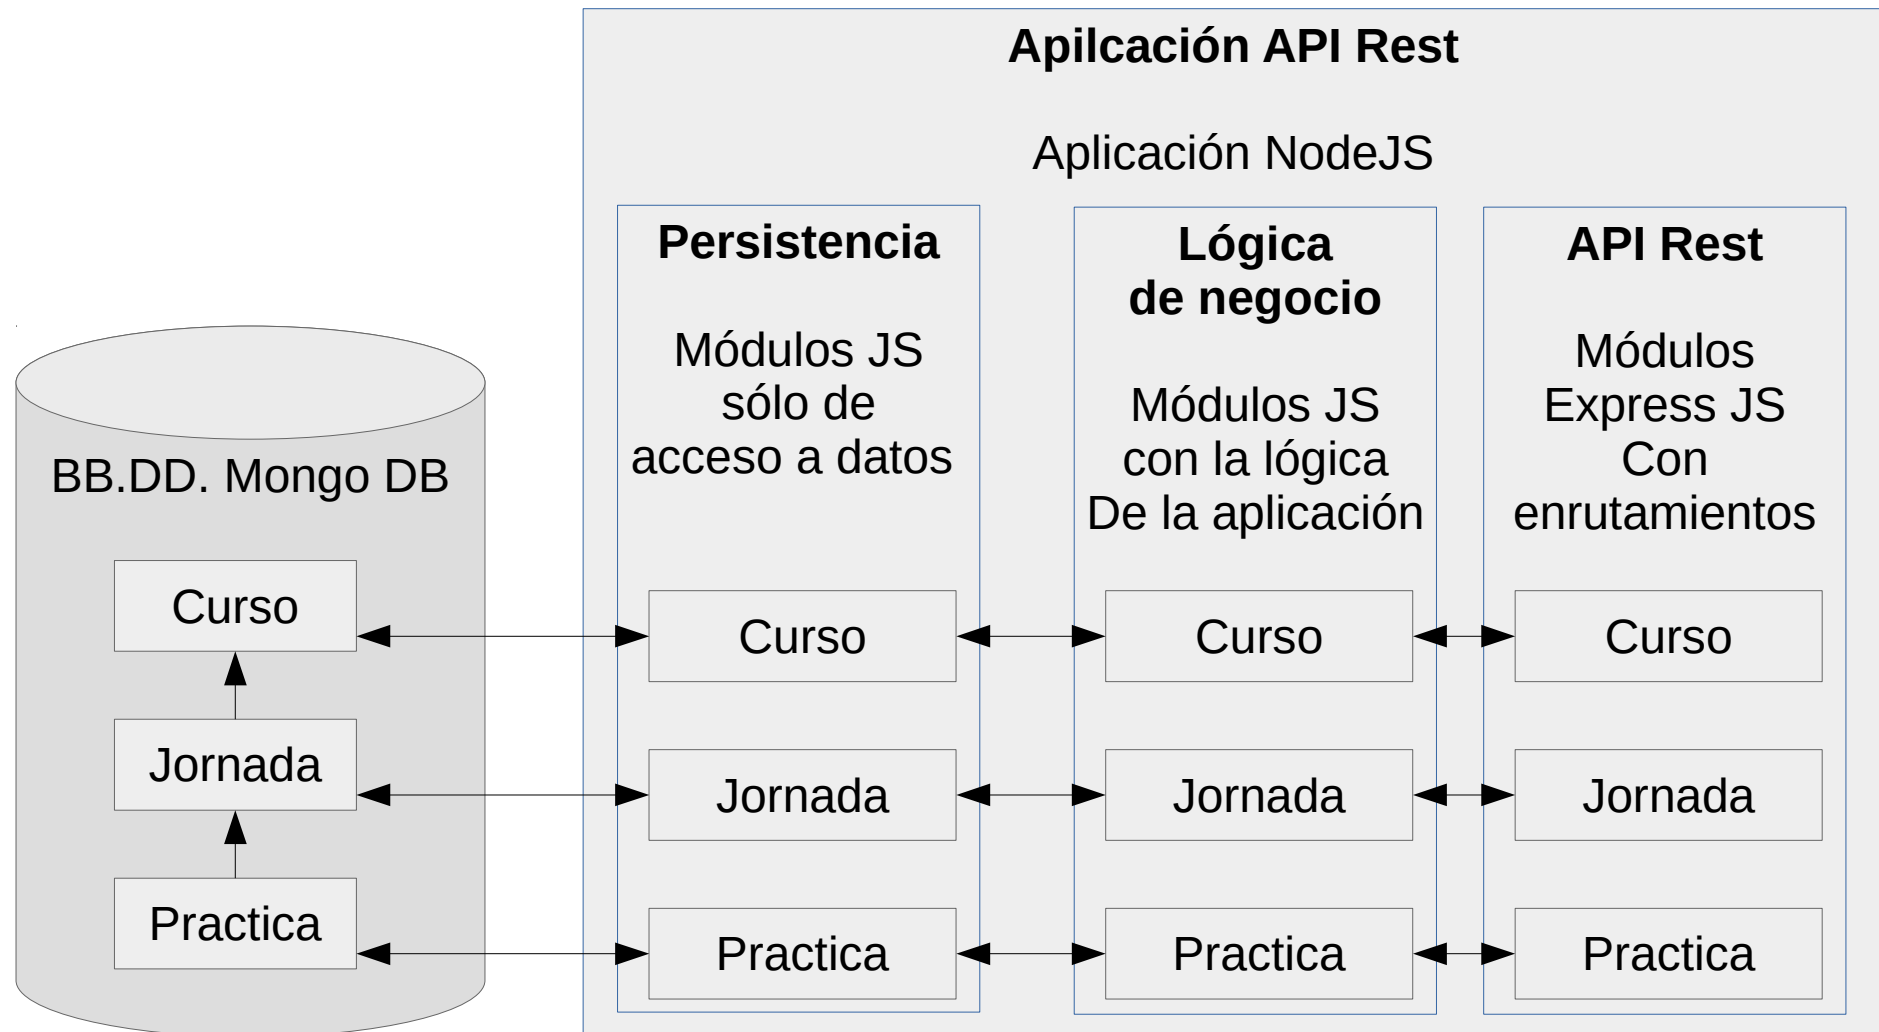 Apilcación API Rest
Aplicación NodeJS
Persistencia
Módulos JS
sólo de
acceso a datos
Lógica
de negocio
Módulos JS
con la lógica
De la aplicación
API Rest
Módulos
Express JS
Con
enrutamientos
BB.DD. Mongo DB
Curso
Jornada
Practica
Curso
Jornada
Practica
Curso
Jornada
Practica
Curso
Jornada
Practica